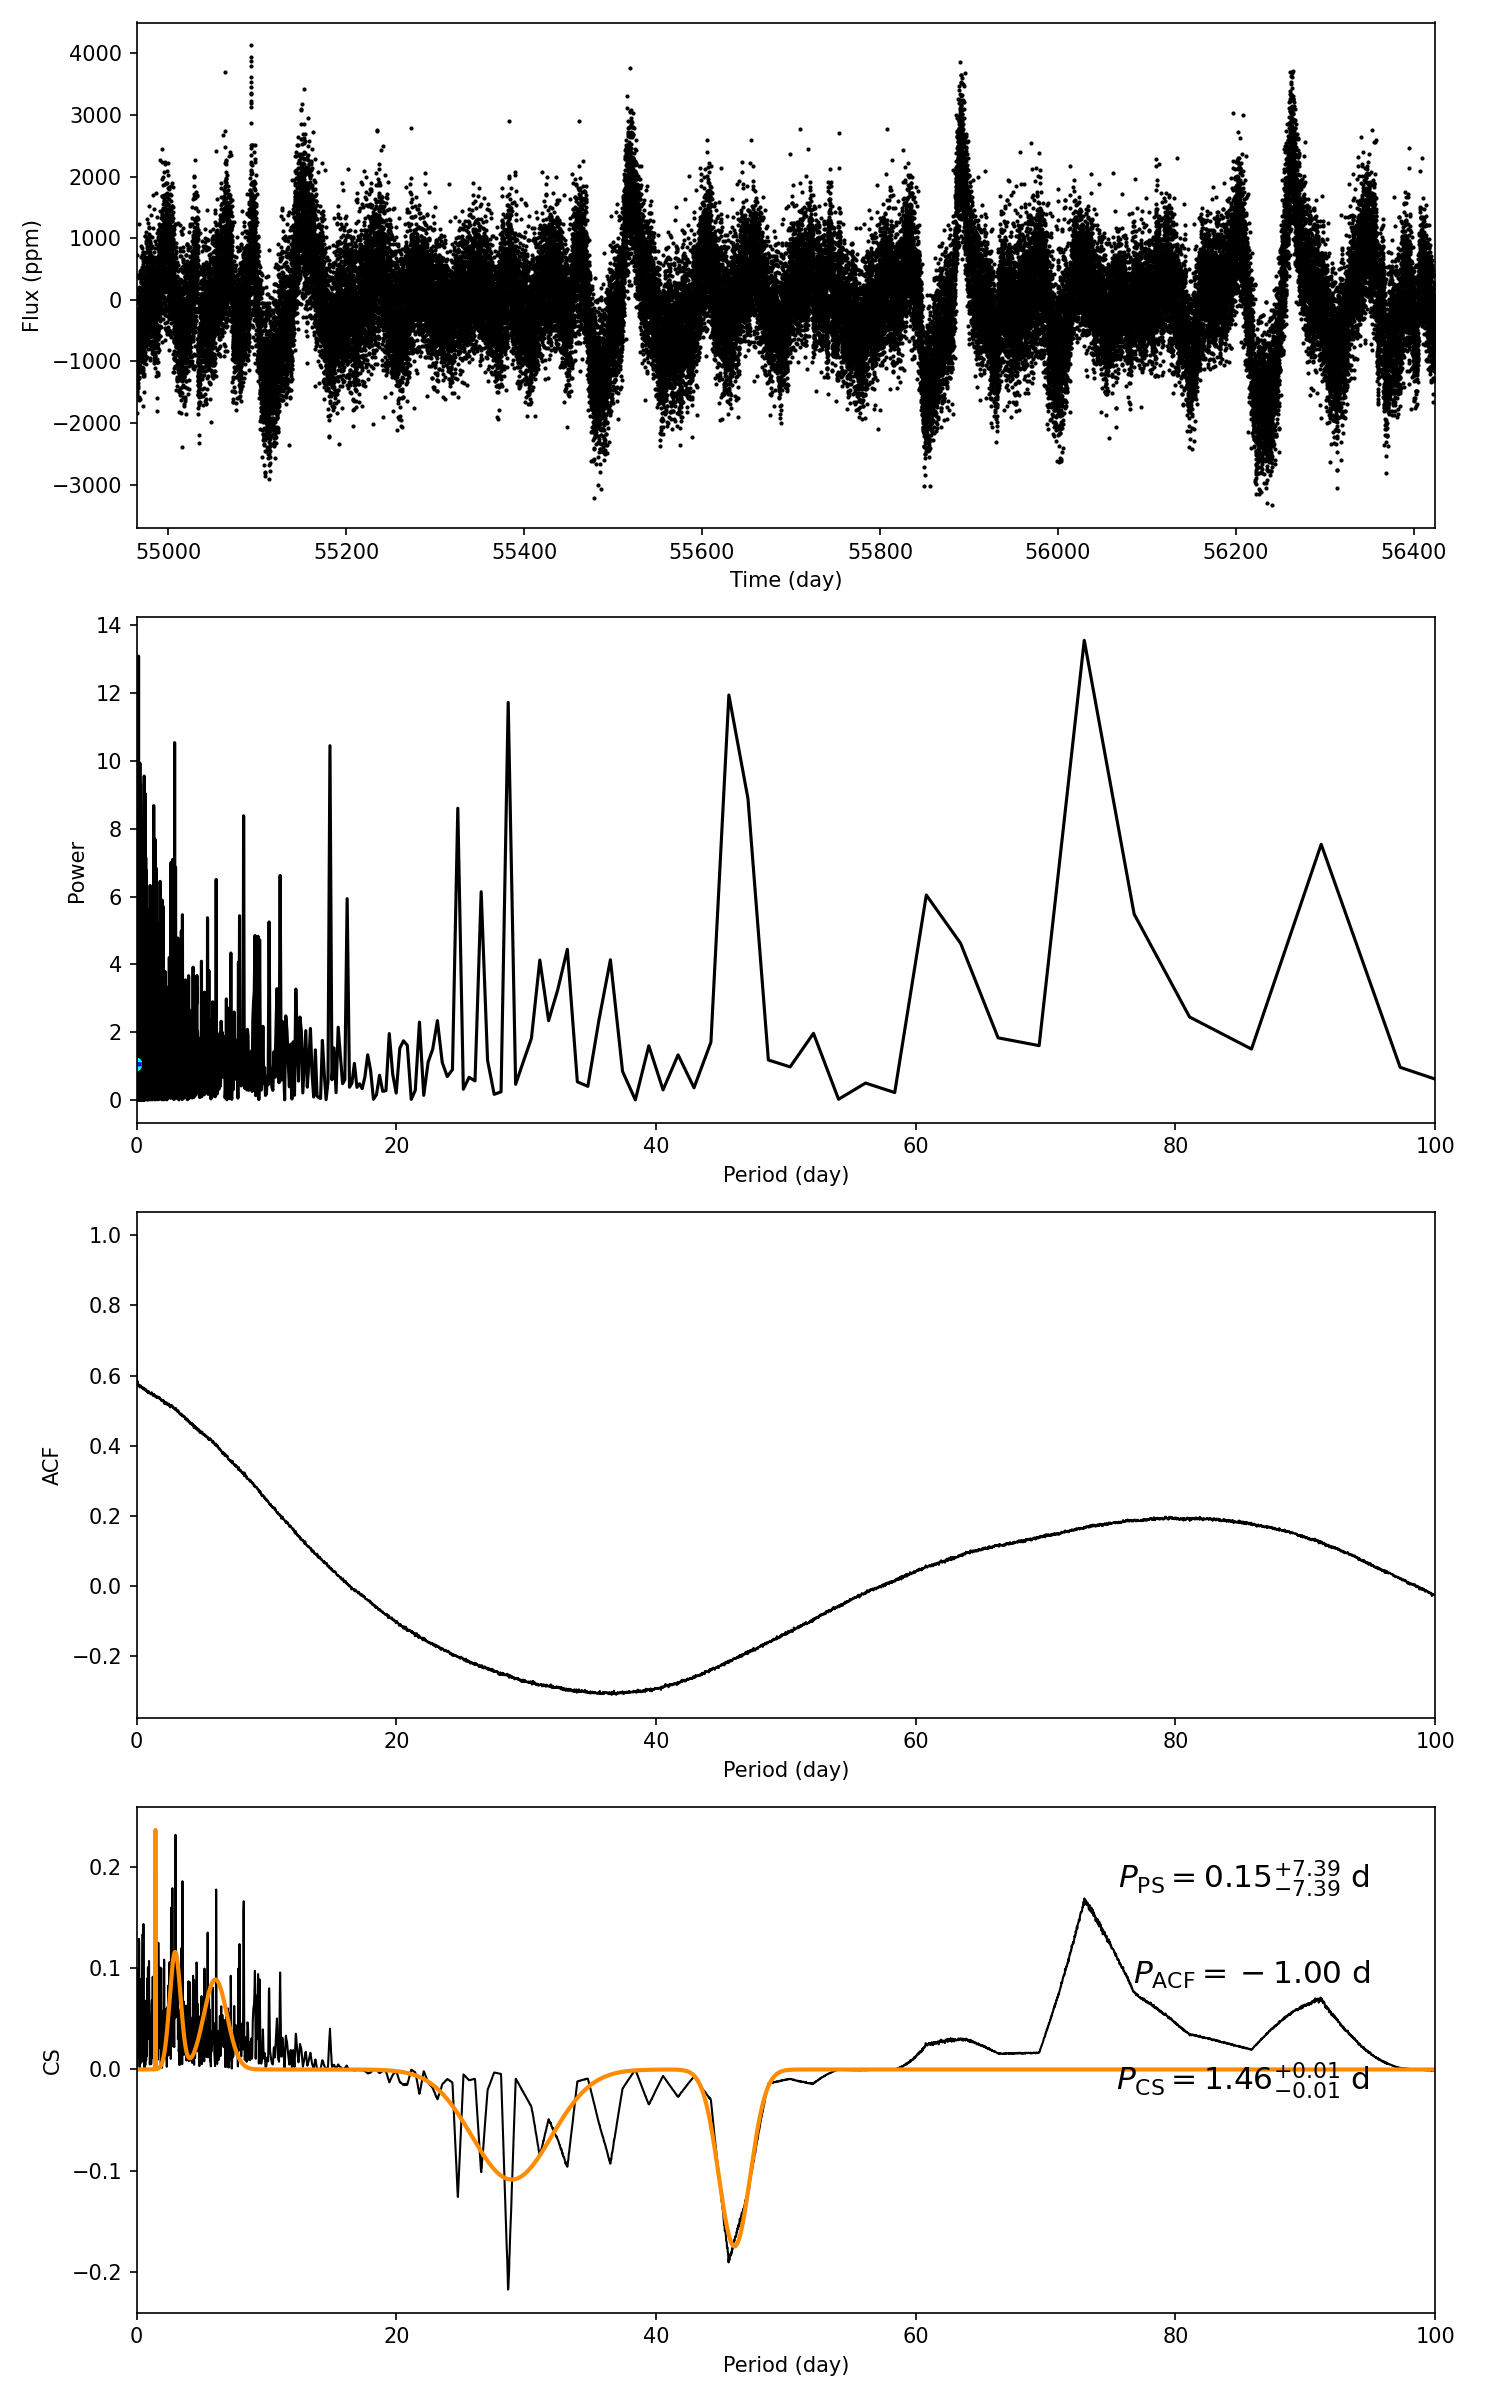 4000
3000
2000
1000
0
−1000
−2000
−3000
Flux (ppm)
55000 55200 55400 55600 55800 56000 56200 56400
Time (day)
14
12
10
8
6
4
2
0
Power
0 20 40 60 80 100
Period (day)
1.0
0.8
0.6
0.4
0.2
0.0
−0.2
ACF
0 20 40 60 80 100
Period (day)
0.2
0.1
0.0
−0.1
−0.2
CS
P_PS = 0.15 +7.39 −7.39 d
P_ACF = −1.00 d
P_CS = 1.46 +0.01 −0.01 d
0 20 40 60 80 100
Period (day)